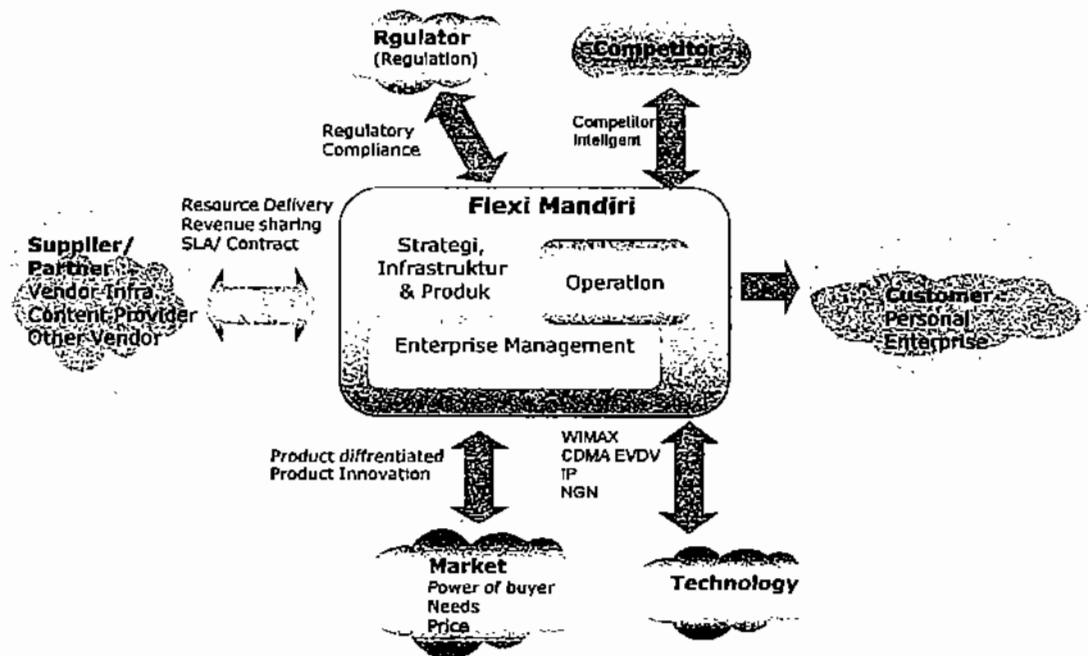 Rgulator
(Regulation)
Competitor
Regulatory
Compliance
Competitor
Inteligent
Resource Delivery
Revenue sharing
SLA/ Contract
Supplier/
Partner
Vendor Infra
Content Provider
Other Vendor
Flexi Mandiri
Strategi,
Infrastruktur
& Produk
Operation
Enterprise Management
Customer
Personal
Enterprise
Product diffrentiated
Product Innovation
WIMAX
CDMA EVDV
IP
NGN
Market
Power of buyer
Needs
Price
Technology